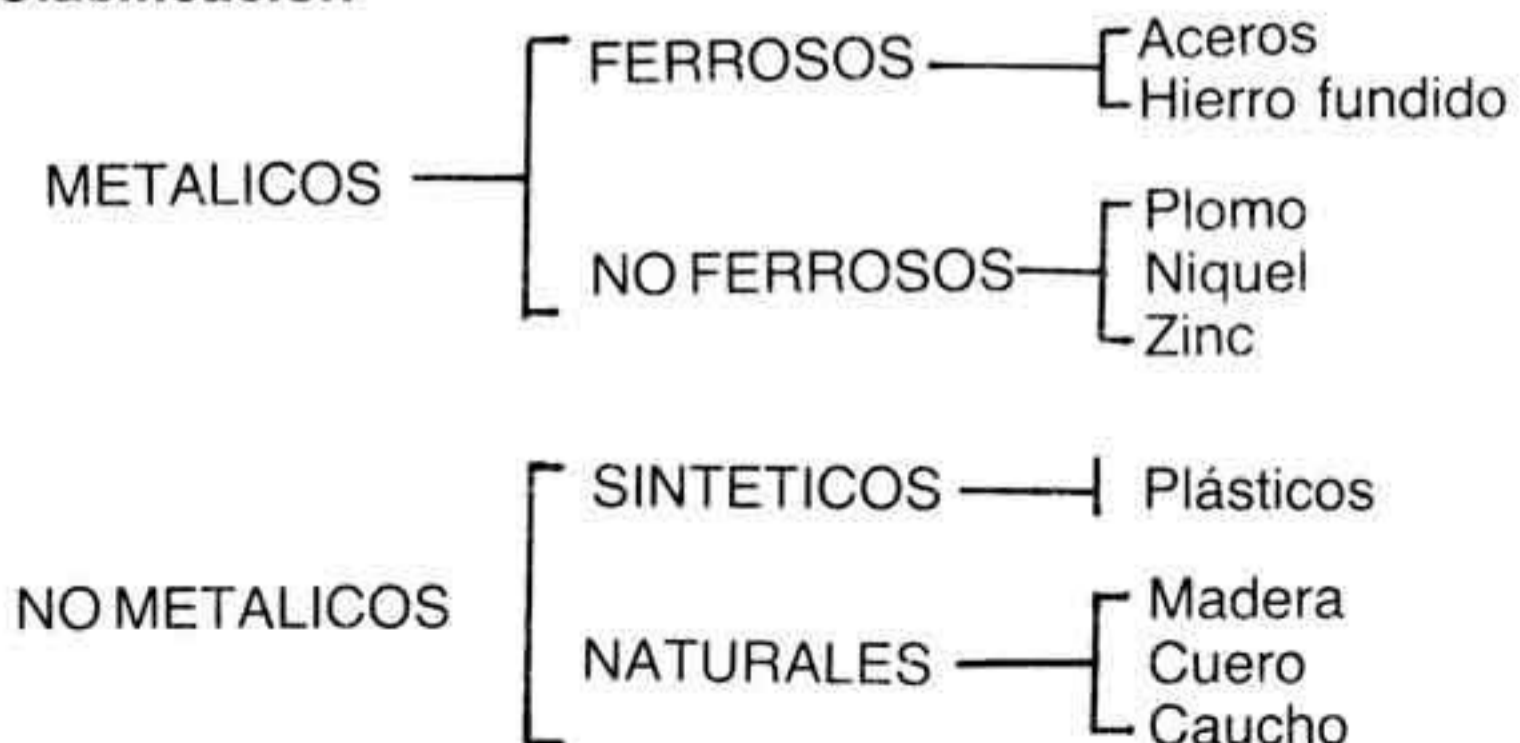 FERROSOS
Aceros
Hierro fundido
METALICOS
NO FERROSOS
Plomo
Niquel
Zinc
SINTETICOS
Plásticos
NO METALICOS
NATURALES
Madera
Cuero
Caucho